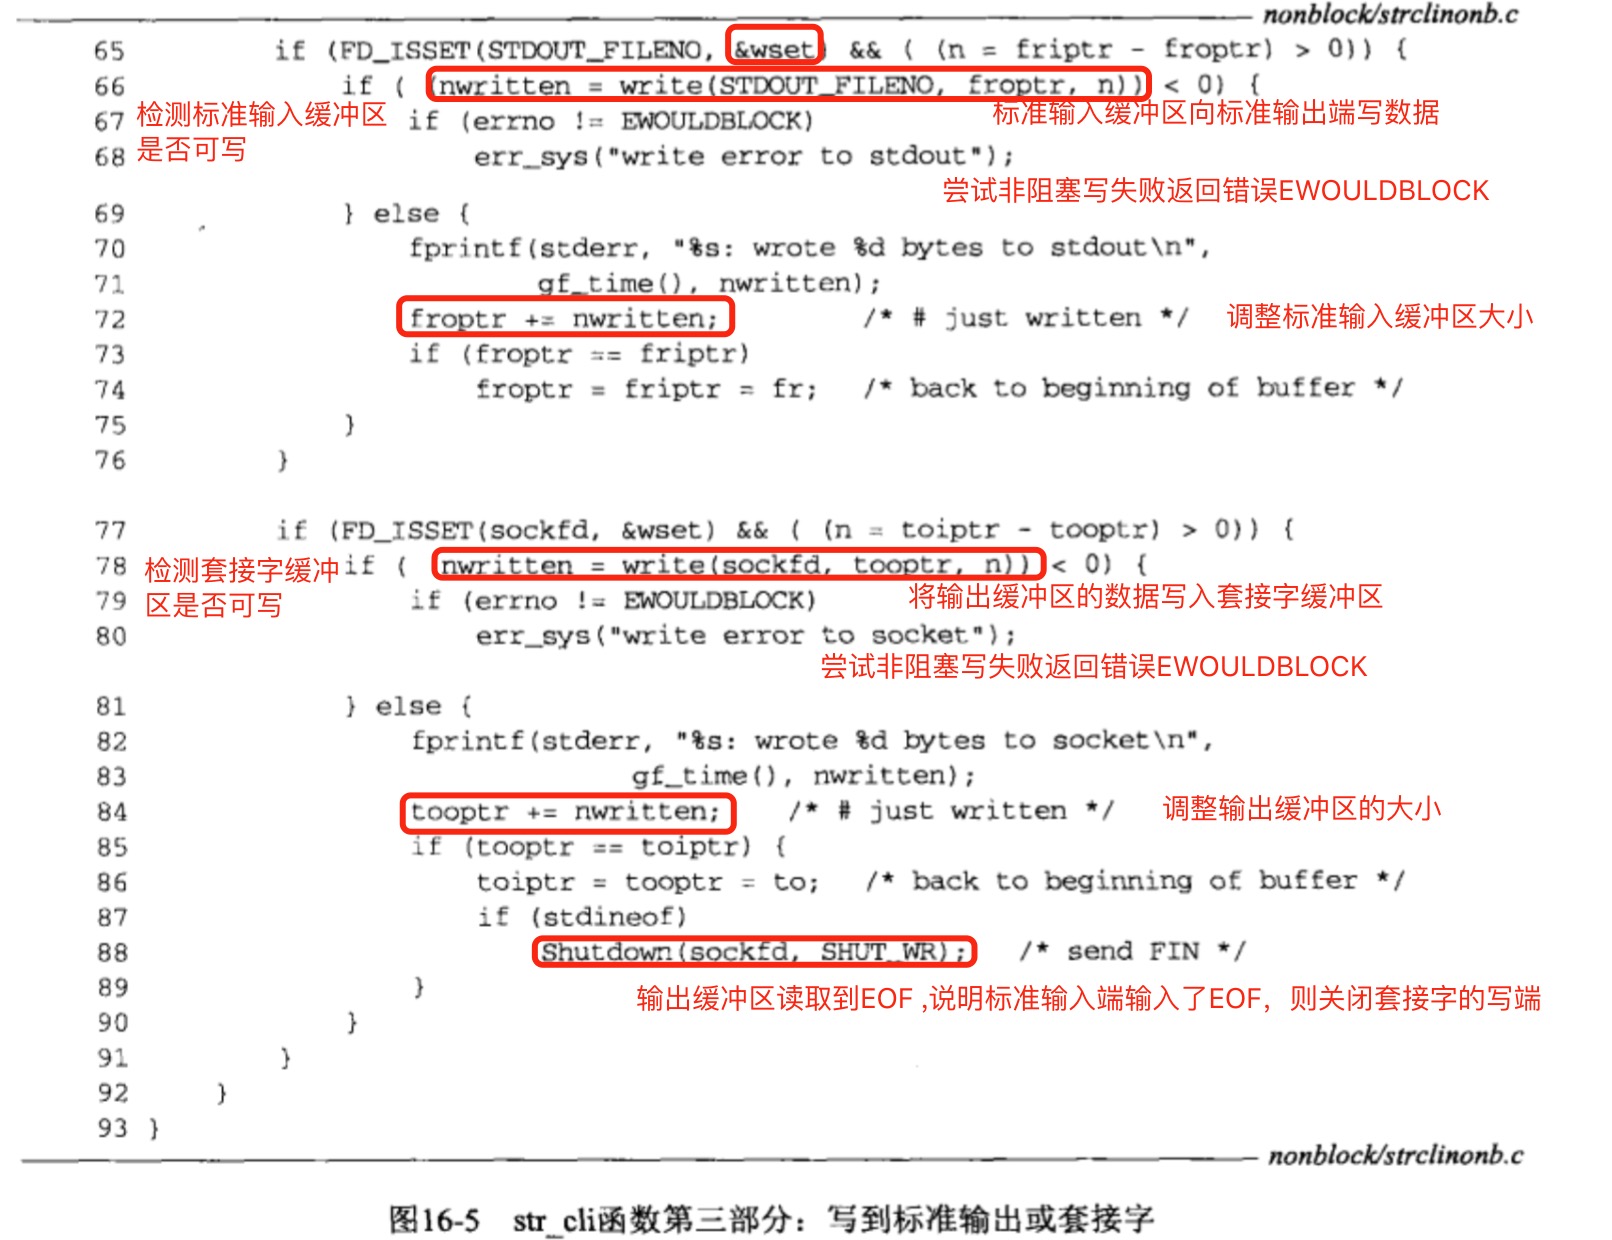 nonblock/strclinonb.c
65 if (FD_ISSET(STDOUT_FILENO, &wset) && ( (n = friptr - froptr) > 0)) {
66 if ( (nwritten = write(STDOUT_FILENO, froptr, n)) < 0) {
检测标准输入缓冲区
是否可写
标准输入缓冲区向标准输出端写数据
67 if (errno != EWOULDBLOCK)
68 err_sys("write error to stdout");
尝试非阻塞写失败返回错误EWOULDBLOCK
69 } else {
70 fprintf(stderr, "%s: wrote %d bytes to stdout\n",
71 gf_time(), nwritten);
72 froptr += nwritten; /* # just written */ 调整标准输入缓冲区大小
73 if (froptr == friptr)
74 froptr = friptr = fr; /* back to beginning of buffer */
75 }
76 }
77 if (FD_ISSET(sockfd, &wset) && ( (n = toiptr - tooptr) > 0)) {
78 if ( (nwritten = write(sockfd, tooptr, n)) < 0) {
检测套接字缓冲
区是否可写
79 if (errno != EWOULDBLOCK) 将输出缓冲区的数据写入套接字缓冲区
80 err_sys("write error to socket");
尝试非阻塞写失败返回错误EWOULDBLOCK
81 } else {
82 fprintf(stderr, "%s: wrote %d bytes to socket\n",
83 gf_time(), nwritten);
84 tooptr += nwritten; /* # just written */ 调整输出缓冲区的大小
85 if (tooptr == toiptr) {
86 toiptr = tooptr = to; /* back to beginning of buffer */
87 if (stdineof)
88 Shutdown(sockfd, SHUT_WR); /* send FIN */
89 }
输出缓冲区读取到EOF ,说明标准输入端输入了EOF，则关闭套接字的写端
90 }
91 }
92 }
93 }
nonblock/strclinonb.c
图16-5 str_cli函数第三部分：写到标准输出或套接字